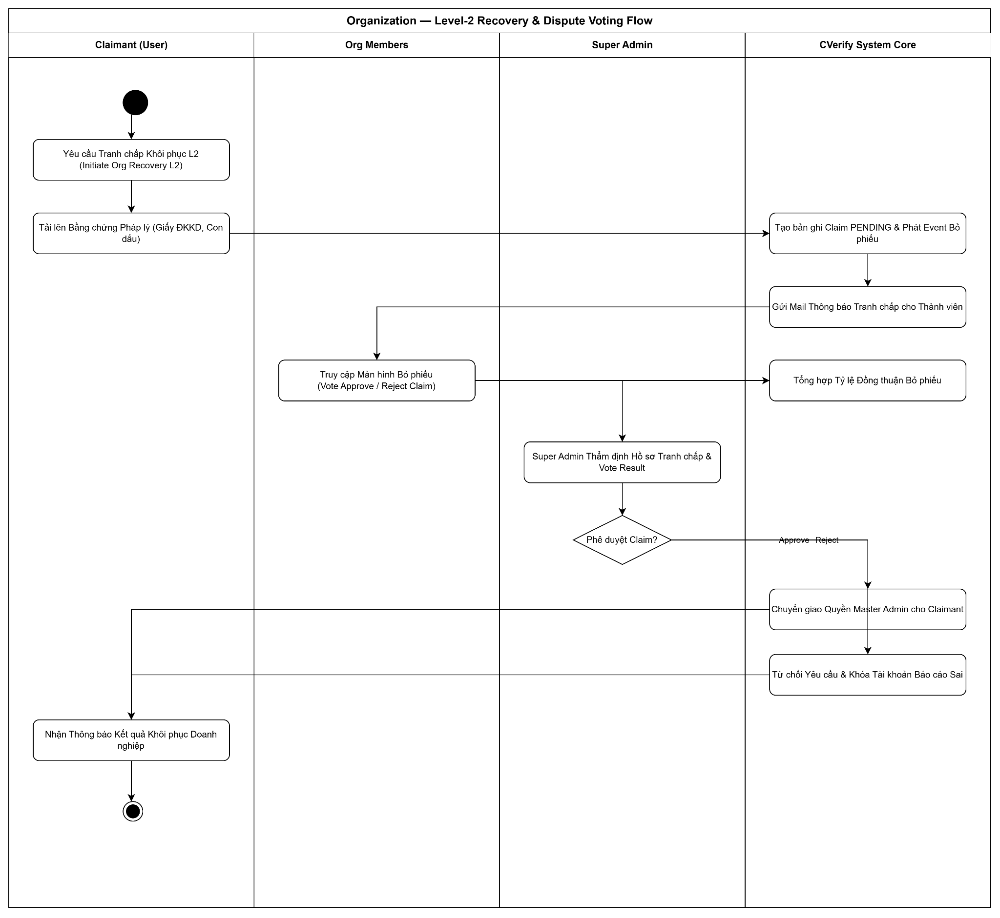 Organization — Level-2 Recovery & Dispute Voting Flow
Claimant (User)
Org Members
Super Admin
CVerify System Core
Yêu cầu Tranh chấp Khôi phục L2
(Initiate Org Recovery L2)
Tải lên Bằng chứng Pháp lý (Giấy ĐKKD, Con
dấu)
Tạo bản ghi Claim PENDING & Phát Event Bỏ
phiếu
Gửi Mail Thông báo Tranh chấp cho Thành viên
Truy cập Màn hình Bỏ phiếu
(Vote Approve / Reject Claim)
Tổng hợp Tỷ lệ Đồng thuận Bỏ phiếu
Super Admin Thẩm định Hồ sơ Tranh chấp &
Vote Result
Phê duyệt Claim?
Approve
Reject
Chuyển giao Quyền Master Admin cho Claimant
Từ chối Yêu cầu & Khóa Tài khoản Báo cáo Sai
Nhận Thông báo Kết quả Khôi phục Doanh
nghiệp